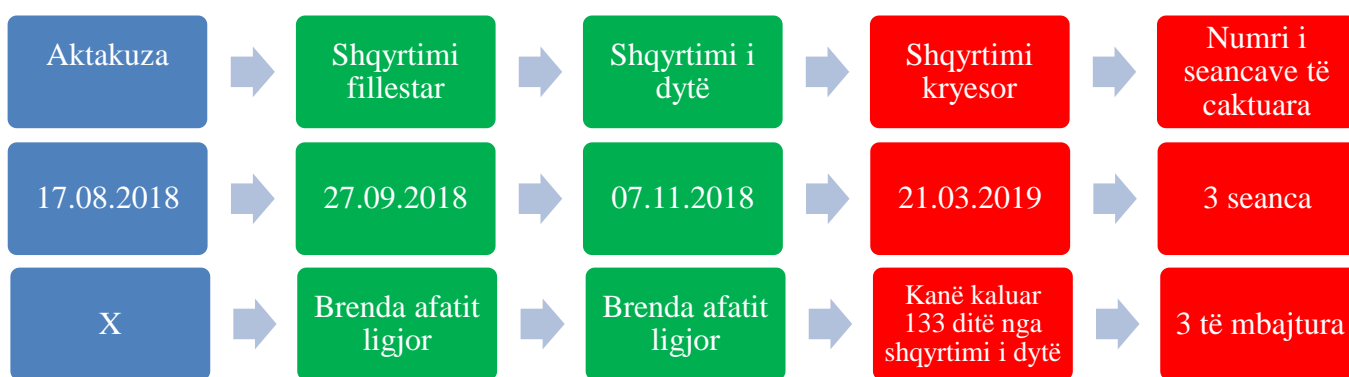 Aktakuza
Shqyrtimi
fillestar
Shqyrtimi i
dytë
Shqyrtimi
kryesor
Numri i
seancave të
caktuara
17.08.2018
27.09.2018
07.11.2018
21.03.2019
3 seanca
X
Brenda afatit
ligjor
Brenda afatit
ligjor
Kanë kaluar
133 ditë nga
shqyrtimi i dytë
3 të mbajtura